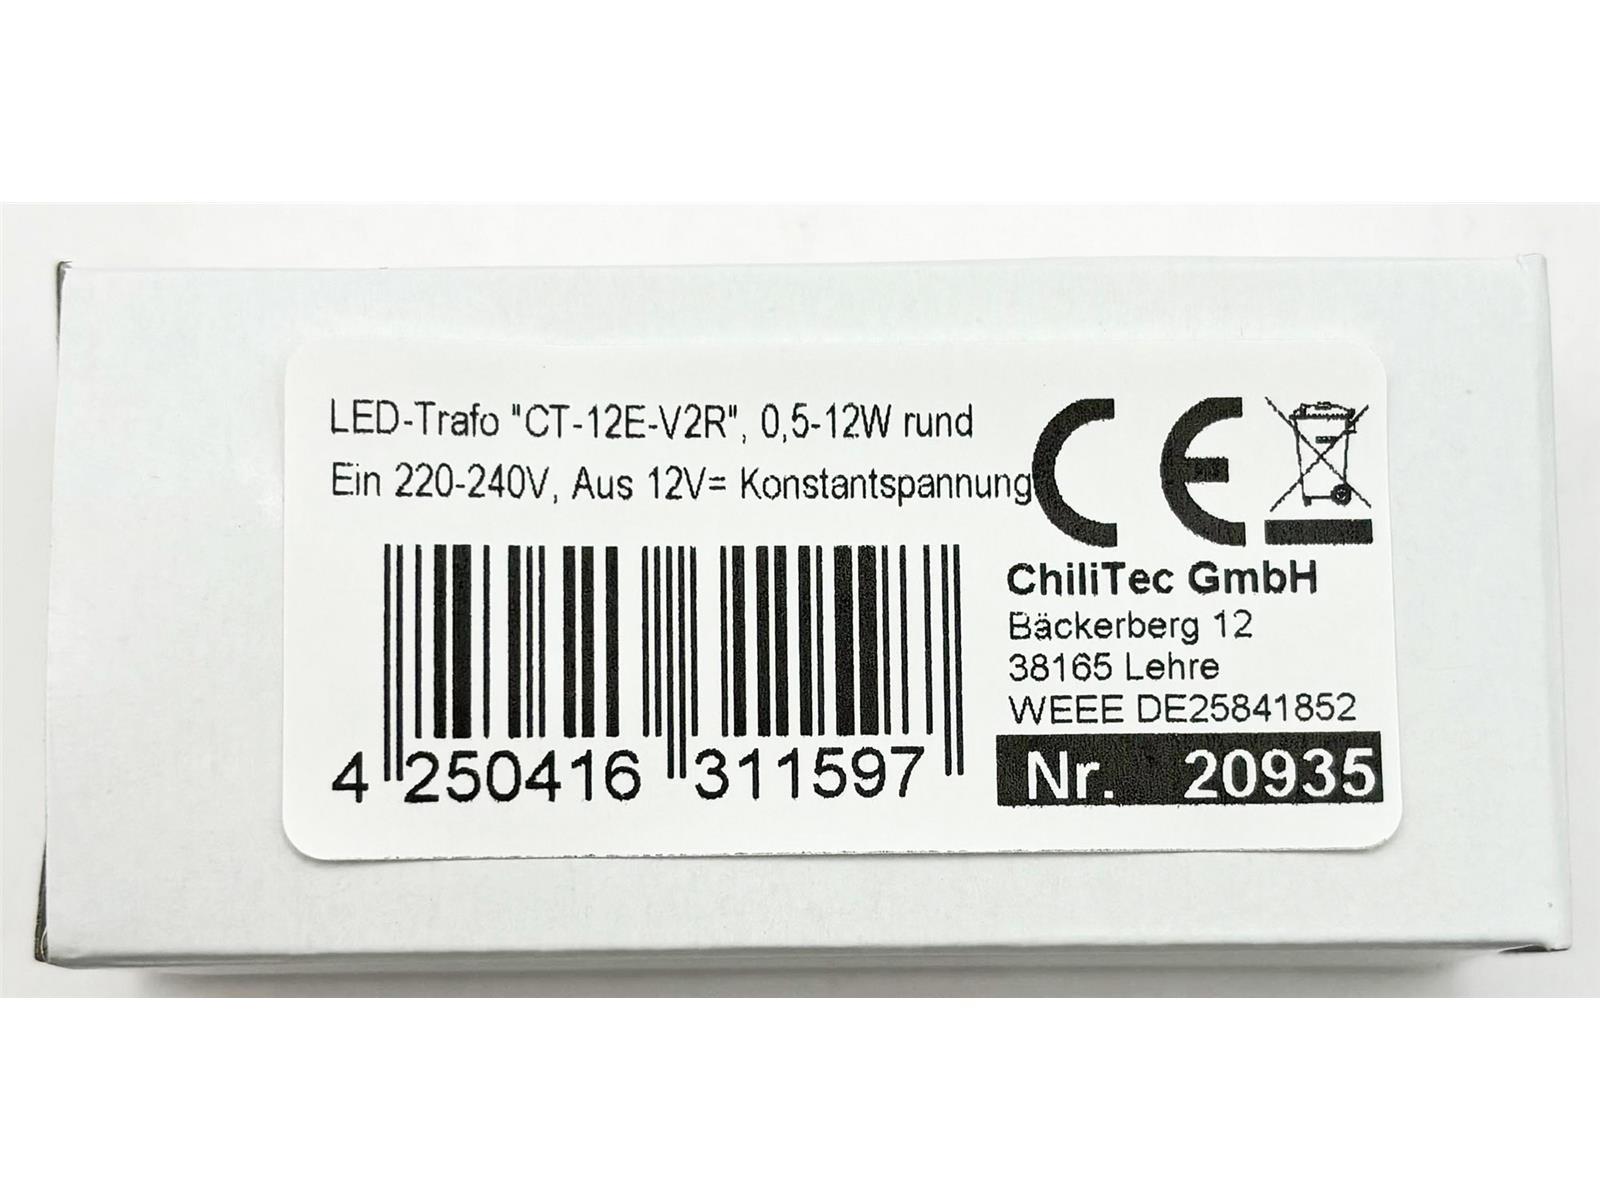 LED-Trafo "CT-12E-V2R", 0,5-12W rund
Ein 220-240V, Aus 12V= Konstantspannung
CE
4 250416 311597
ChiliTec GmbH
Bäckerberg 12
38165 Lehre
WEEE DE25841852
Nr. 20935